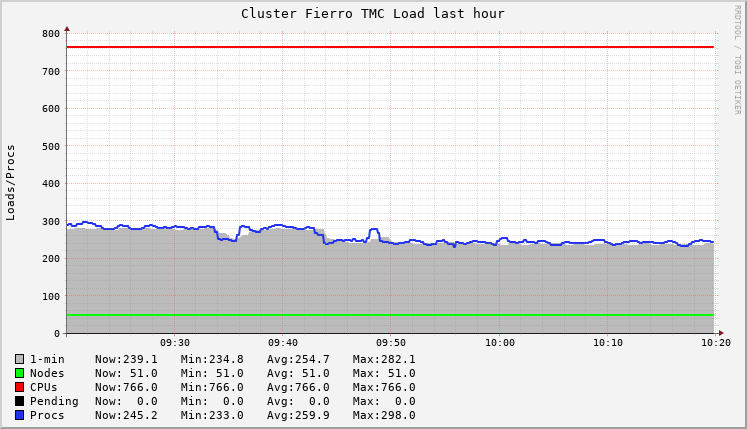 Cluster Fierro TMC Load last hour
RRDTOOL / TOBI OETIKER
Loads/Procs
800
700
600
500
400
300
200
100
0
09:30 09:40 09:50 10:00 10:10 10:20
1-min Now:239.1 Min:234.8 Avg:254.7 Max:282.1
Nodes Now: 51.0 Min: 51.0 Avg: 51.0 Max: 51.0
CPUs Now:766.0 Min:766.0 Avg:766.0 Max:766.0
Pending Now: 0.0 Min: 0.0 Avg: 0.0 Max: 0.0
Procs Now:245.2 Min:233.0 Avg:259.9 Max:298.0